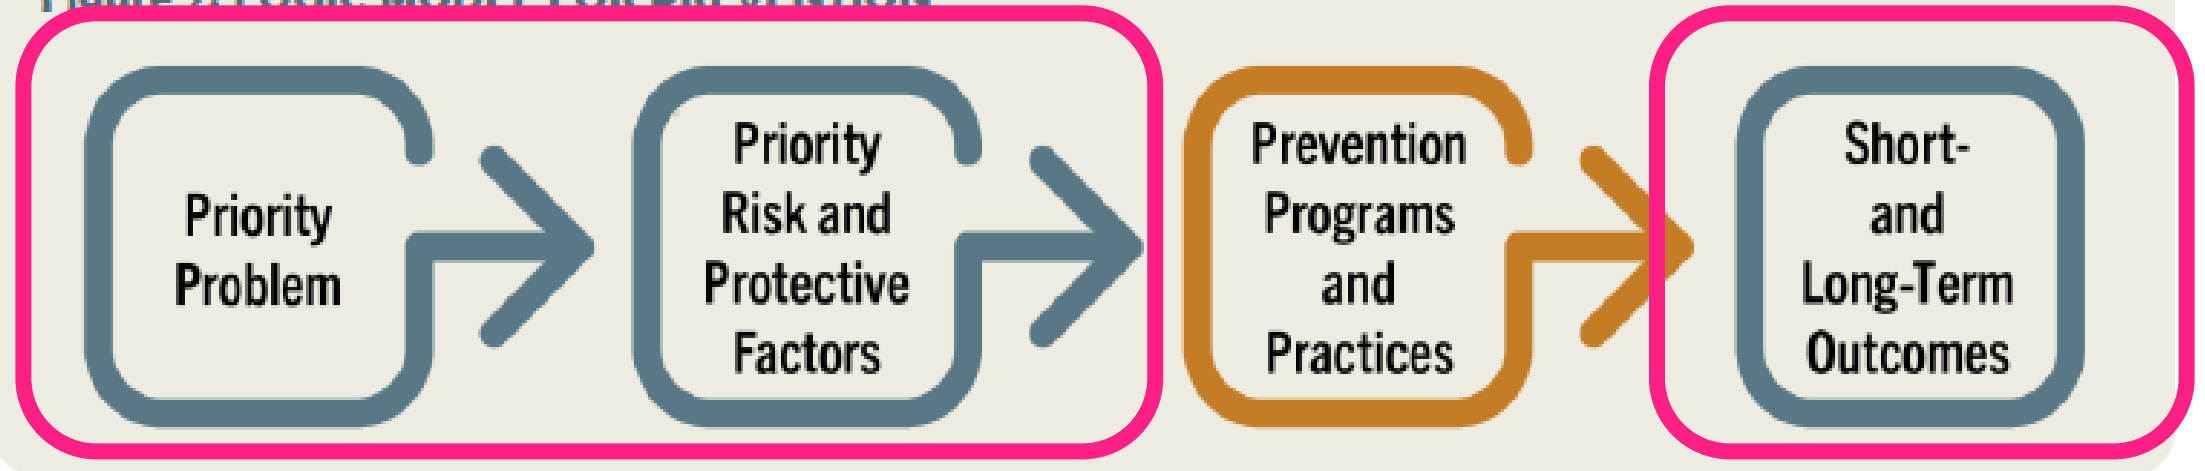 Priority
Problem
Priority
Risk and
Protective
Factors
Prevention
Programs
and
Practices
Short-
and
Long-Term
Outcomes